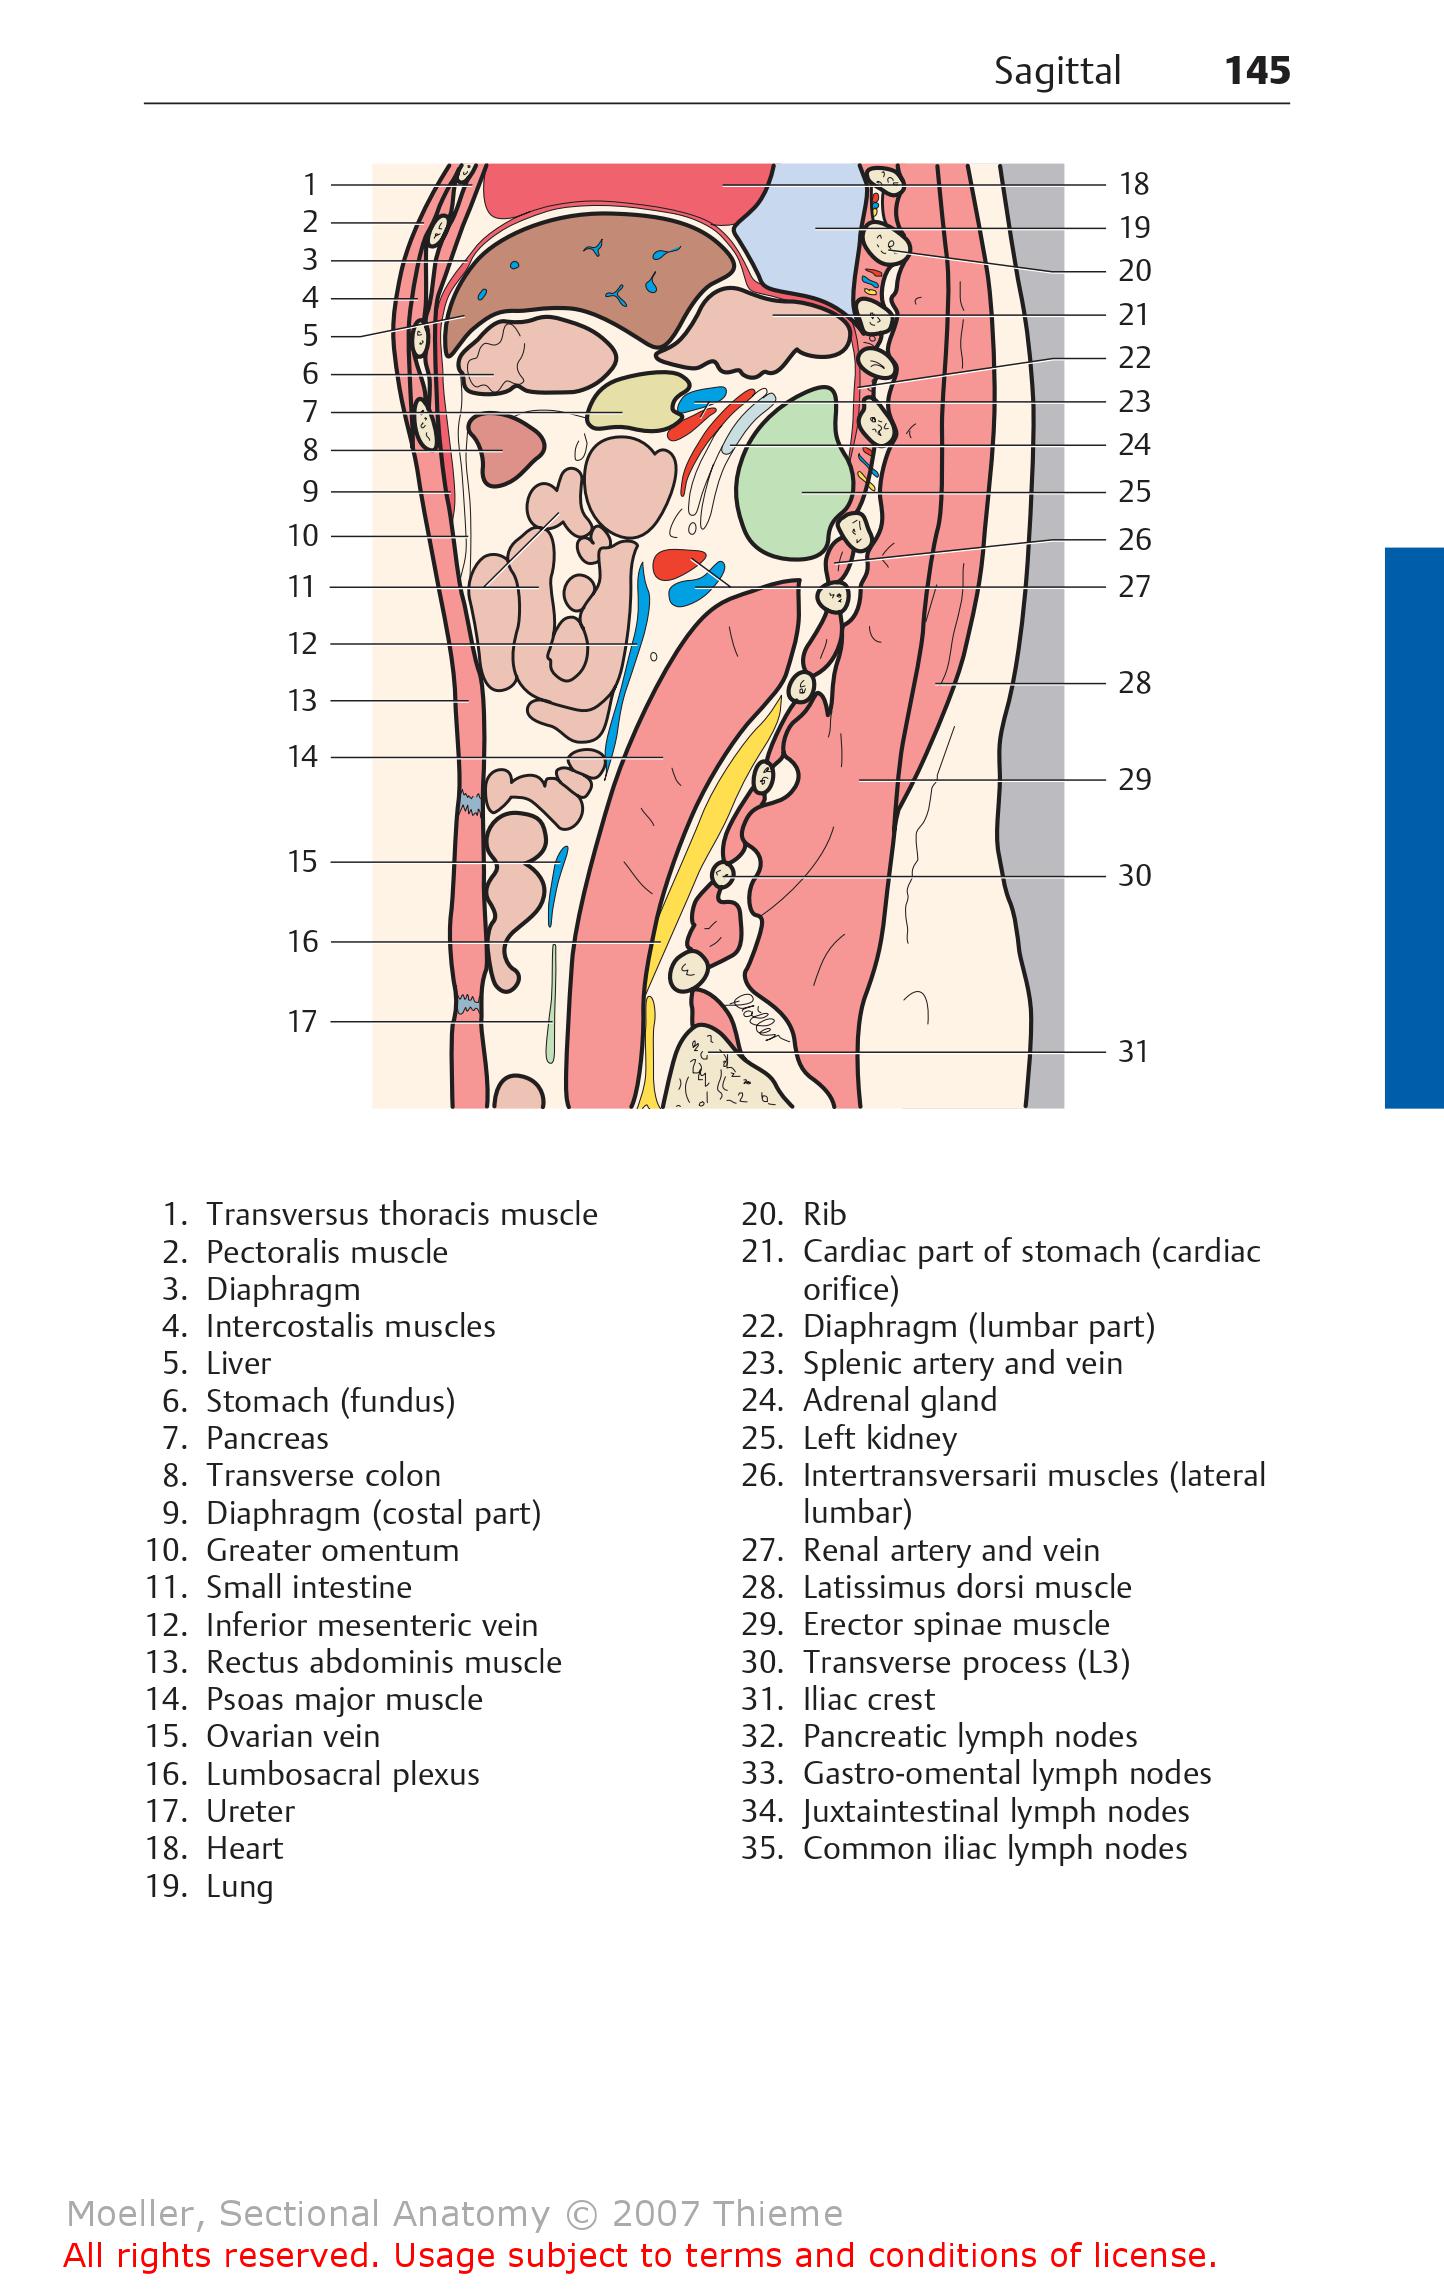 Sagittal 145
1 18
2 19
3 20
4 21
5 22
6 23
7 24
8 25
9 26
10 27
11 28
12 29
13 30
14 31
15
16
17
Möller
1. Transversus thoracis muscle
2. Pectoralis muscle
3. Diaphragm
4. Intercostalis muscles
5. Liver
6. Stomach (fundus)
7. Pancreas
8. Transverse colon
9. Diaphragm (costal part)
10. Greater omentum
11. Small intestine
12. Inferior mesenteric vein
13. Rectus abdominis muscle
14. Psoas major muscle
15. Ovarian vein
16. Lumbosacral plexus
17. Ureter
18. Heart
19. Lung
20. Rib
21. Cardiac part of stomach (cardiac
orifice)
22. Diaphragm (lumbar part)
23. Splenic artery and vein
24. Adrenal gland
25. Left kidney
26. Intertransversarii muscles (lateral
lumbar)
27. Renal artery and vein
28. Latissimus dorsi muscle
29. Erector spinae muscle
30. Transverse process (L3)
31. Iliac crest
32. Pancreatic lymph nodes
33. Gastro-omental lymph nodes
34. Juxtaintestinal lymph nodes
35. Common iliac lymph nodes
Moeller, Sectional Anatomy © 2007 Thieme
All rights reserved. Usage subject to terms and conditions of license.